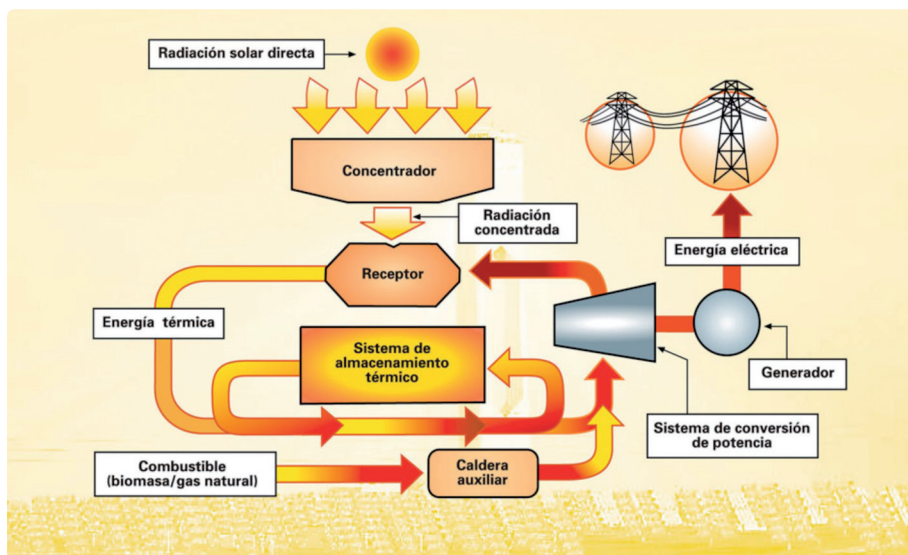 Radiación solar directa
Concentrador
Radiación
concentrada
Energía eléctrica
Receptor
Energía térmica
Sistema de
almacenamiento
térmico
Generador
Sistema de conversión
de potencia
Combustible
(biomasa/gas natural)
Caldera
auxiliar